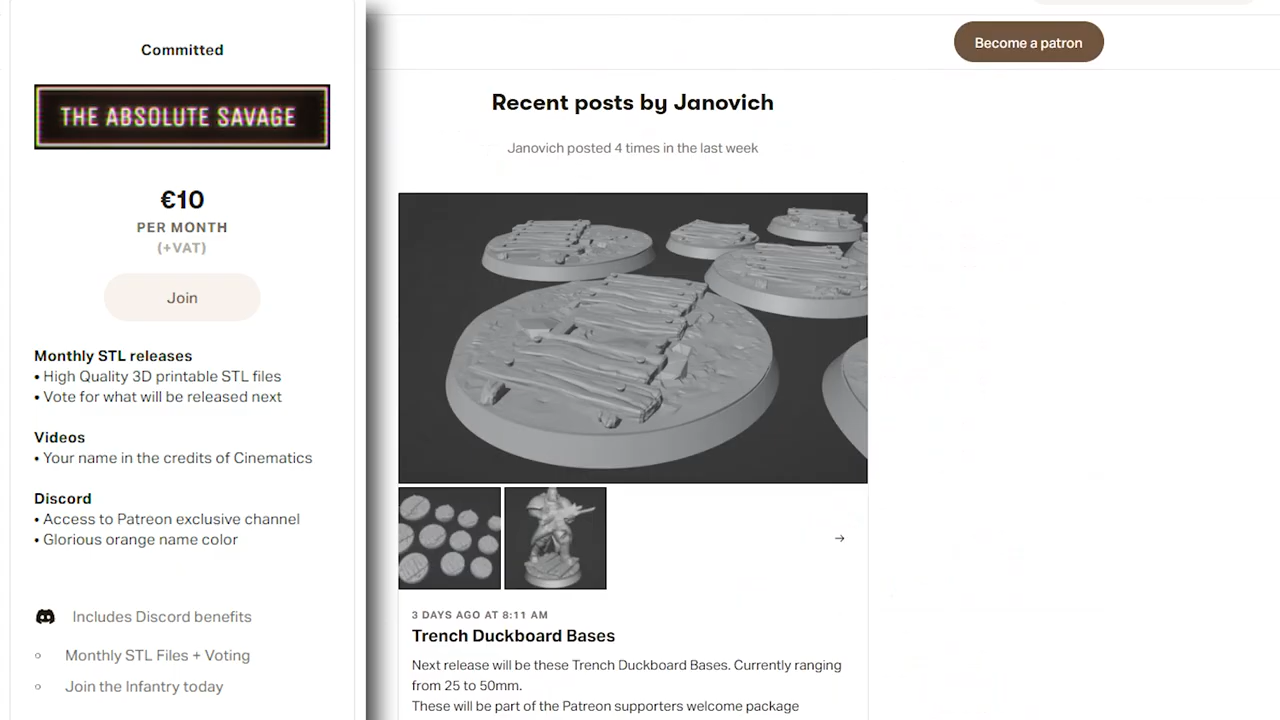 Committed
THE ABSOLUTE SAVAGE
€10
PER MONTH
(+VAT)
Join
Monthly STL releases
• High Quality 3D printable STL files
• Vote for what will be released next
Videos
• Your name in the credits of Cinematics
Discord
• Access to Patreon exclusive channel
• Glorious orange name color
Includes Discord benefits
Monthly STL Files + Voting
Join the Infantry today
Become a patron
Recent posts by Janovich
Janovich posted 4 times in the last week
3 DAYS AGO AT 8:11 AM
Trench Duckboard Bases
Next release will be these Trench Duckboard Bases. Currently ranging
from 25 to 50mm.
These will be part of the Patreon supporters welcome package